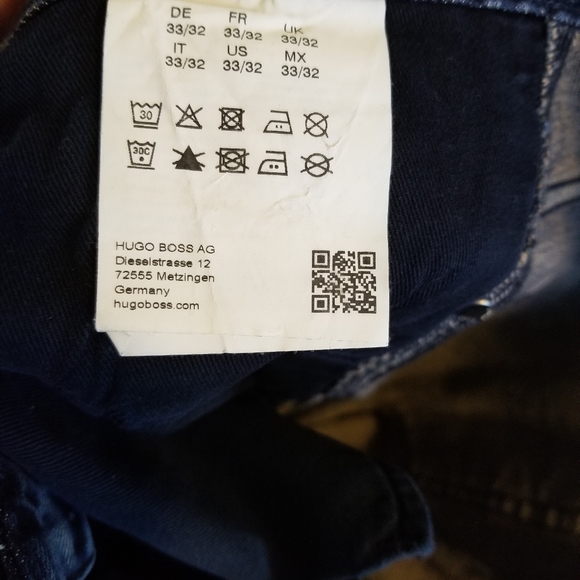 DE FR UK
33/32 33/32 33/32
IT US MX
33/32 33/32 33/32
30
30C
HUGO BOSS AG
Dieselstrasse 12
72555 Metzingen
Germany
hugoboss.com